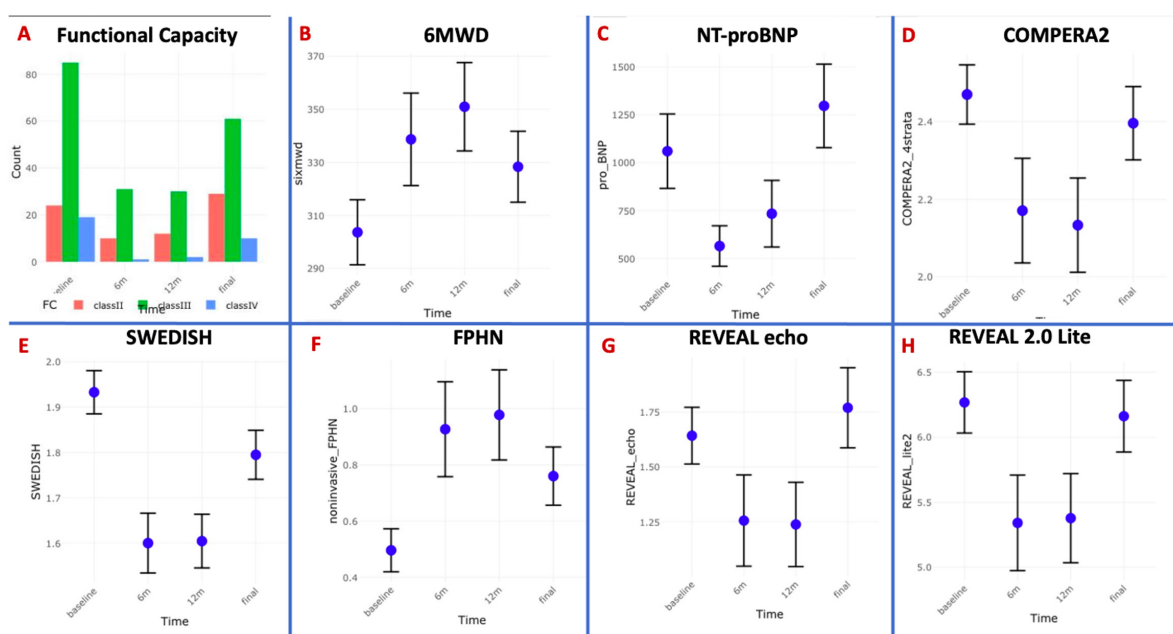 A
Functional Capacity
Count
80
60
40
20
0
6m
12m
final
FC
classII
classIII
classIV
Time
B
6MWD
sixmwd
370
350
330
310
290
baseline
6m
12m
final
Time
C
NT-proBNP
pro_BNP
1500
1250
1000
750
500
baseline
6m
12m
final
Time
D
COMPERA2
COMPERA2_4strata
2.4
2.2
2.0
baseline
6m
12m
final
E
SWEDISH
SWEDISH
2.0
1.9
1.8
1.7
1.6
baseline
6m
12m
final
Time
F
FPHN
noninvasive_FPHN
1.0
0.8
0.6
0.4
baseline
6m
12m
final
Time
G
REVEAL echo
REVEAL_echo
1.75
1.50
1.25
baseline
6m
12m
final
Time
H
REVEAL 2.0 Lite
REVEAL_lite2
6.5
6.0
5.5
5.0
baseline
6m
12m
final
Time